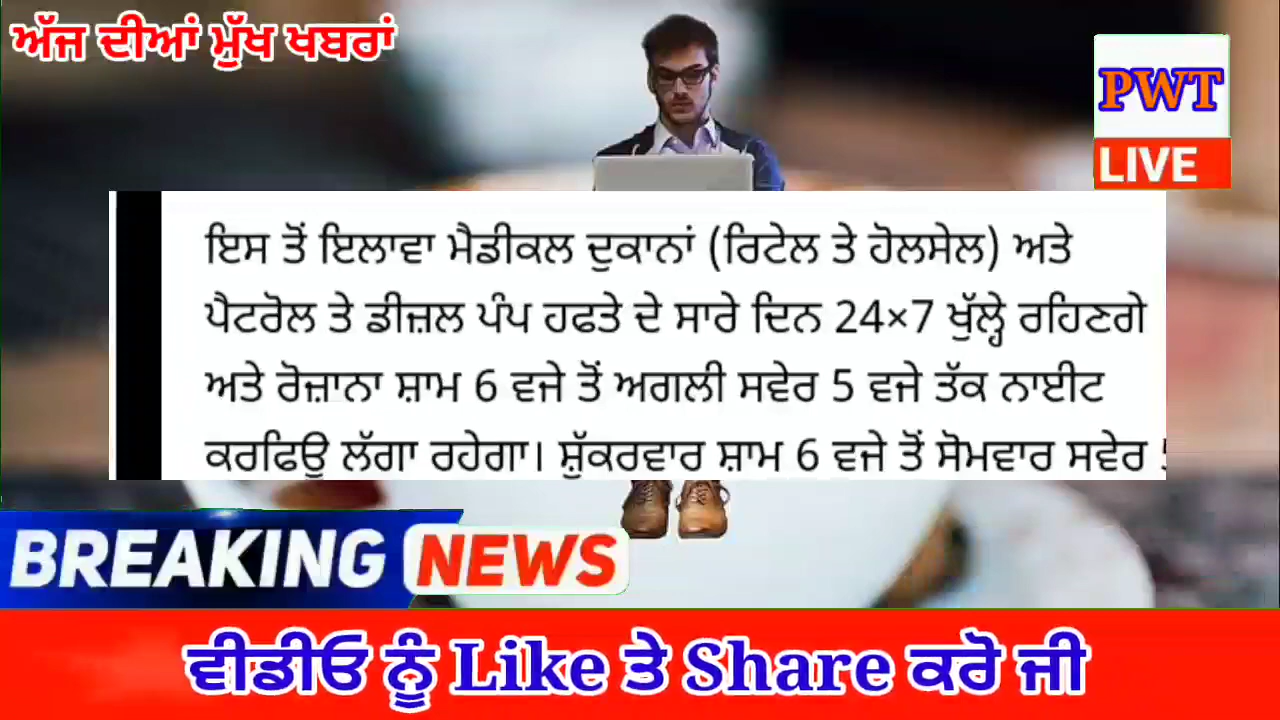 ਅੱਜ ਦੀਆਂ ਮੁੱਖ ਖਬਰਾਂ
PWT
LIVE
ਇਸ ਤੋਂ ਇਲਾਵਾ ਮੈਡੀਕਲ ਦੁਕਾਨਾਂ (ਰਿਟੇਲ ਤੇ ਹੋਲਸੇਲ) ਅਤੇ
ਪੈਟਰੋਲ ਤੇ ਡੀਜ਼ਲ ਪੰਪ ਹਫਤੇ ਦੇ ਸਾਰੇ ਦਿਨ 24×7 ਖੁੱਲ੍ਹੇ ਰਹਿਣਗੇ
ਅਤੇ ਰੋਜ਼ਾਨਾ ਸ਼ਾਮ 6 ਵਜੇ ਤੋਂ ਅਗਲੀ ਸਵੇਰ 5 ਵਜੇ ਤੱਕ ਨਾਈਟ
ਕਰਫਿਊ ਲੱਗਾ ਰਹੇਗਾ। ਸ਼ੁੱਕਰਵਾਰ ਸ਼ਾਮ 6 ਵਜੇ ਤੋਂ ਸੋਮਵਾਰ ਸਵੇਰ
BREAKING NEWS
ਵੀਡੀਓ ਨੂੰ Like ਤੇ Share ਕਰੋ ਜੀ